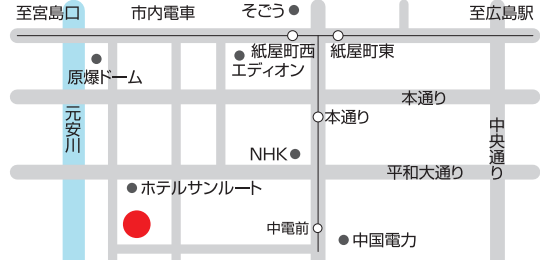 至宮島口
市内電車
そごう
至広島駅
紙屋町西
紙屋町東
原爆ドーム
エディオン
本通り
元安川
本通り
中央通り
NHK
平和大通り
ホテルサンルート
中電前
中国電力